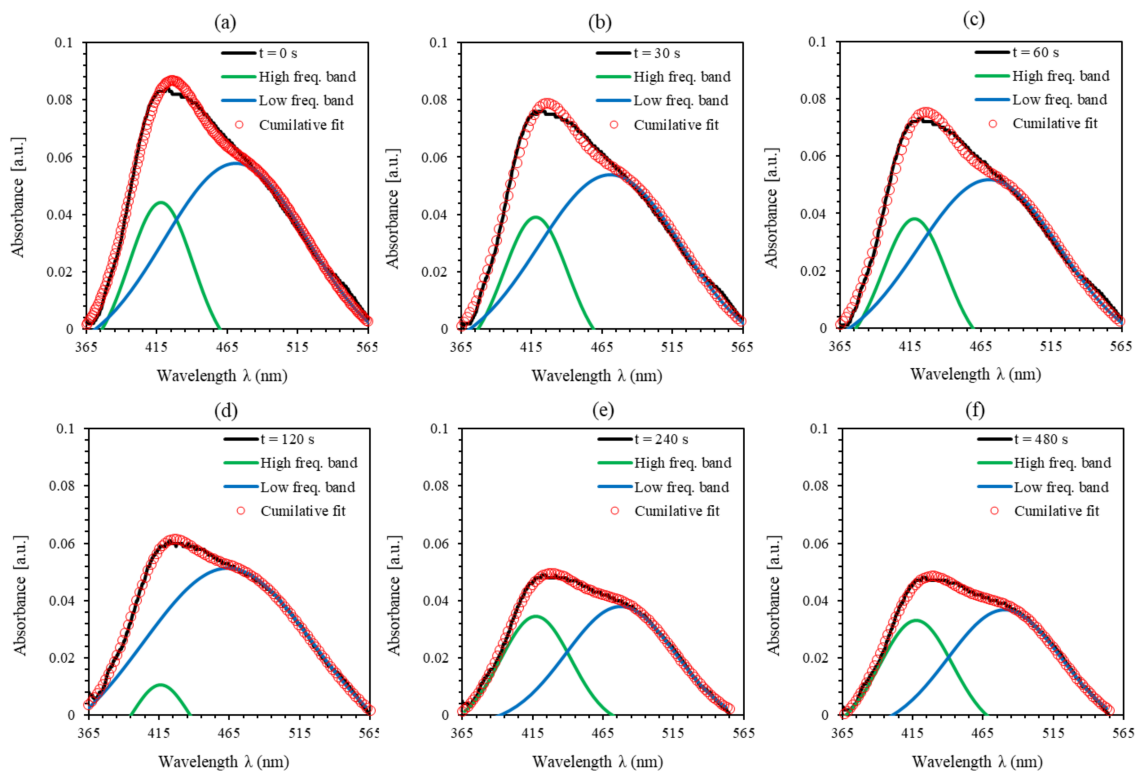 (a)
t = 0 s
High freq. band
Low freq. band
Cumilative fit
0.1
0.08
0.06
0.04
0.02
0
365
415
465
515
565
Absorbance [a.u.]
Wavelength λ (nm)
(b)
t = 30 s
High freq. band
Low freq. band
Cumilative fit
0.1
0.08
0.06
0.04
0.02
0
365
415
465
515
565
Absorbance [a.u.]
Wavelength λ (nm)
(c)
t = 60 s
High freq. band
Low freq. band
Cumilative fit
0.1
0.08
0.06
0.04
0.02
0
365
415
465
515
565
Absorbance [a.u.]
Wavelength λ (nm)
(d)
t = 120 s
High freq. band
Low freq. band
Cumilative fit
0.1
0.08
0.06
0.04
0.02
0
365
415
465
515
565
Absorbance [a.u.]
Wavelength λ (nm)
(e)
t = 240 s
High freq. band
Low freq. band
Cumilative fit
0.1
0.08
0.06
0.04
0.02
0
365
415
465
515
565
Absorbance [a.u.]
Wavelength λ (nm)
(f)
t = 480 s
High freq. band
Low freq. band
Cumilative fit
0.1
0.08
0.06
0.04
0.02
0
365
415
465
515
565
Absorbance [a.u.]
Wavelength λ (nm)